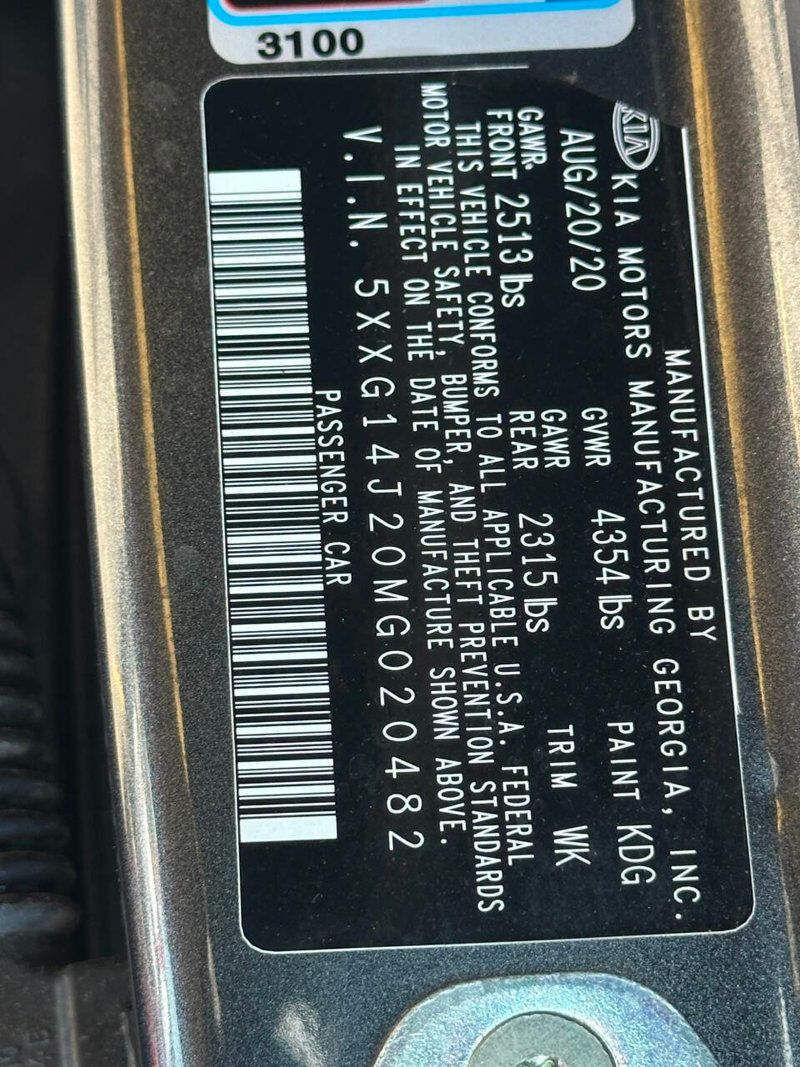 3100
MANUFACTURED BY
KIA KIA MOTORS MANUFACTURING GEORGIA, INC.
AUG/20/20 GVWR 4354 lbs PAINT KDG
GAWR FRONT 2513 lbs GAWR REAR 2315 lbs TRIM WK
THIS VEHICLE CONFORMS TO ALL APPLICABLE U.S.A. FEDERAL
MOTOR VEHICLE SAFETY, BUMPER, AND THEFT PREVENTION STANDARDS
IN EFFECT ON THE DATE OF MANUFACTURE SHOWN ABOVE.
V.I.N. 5XXG14J20MG020482
PASSENGER CAR